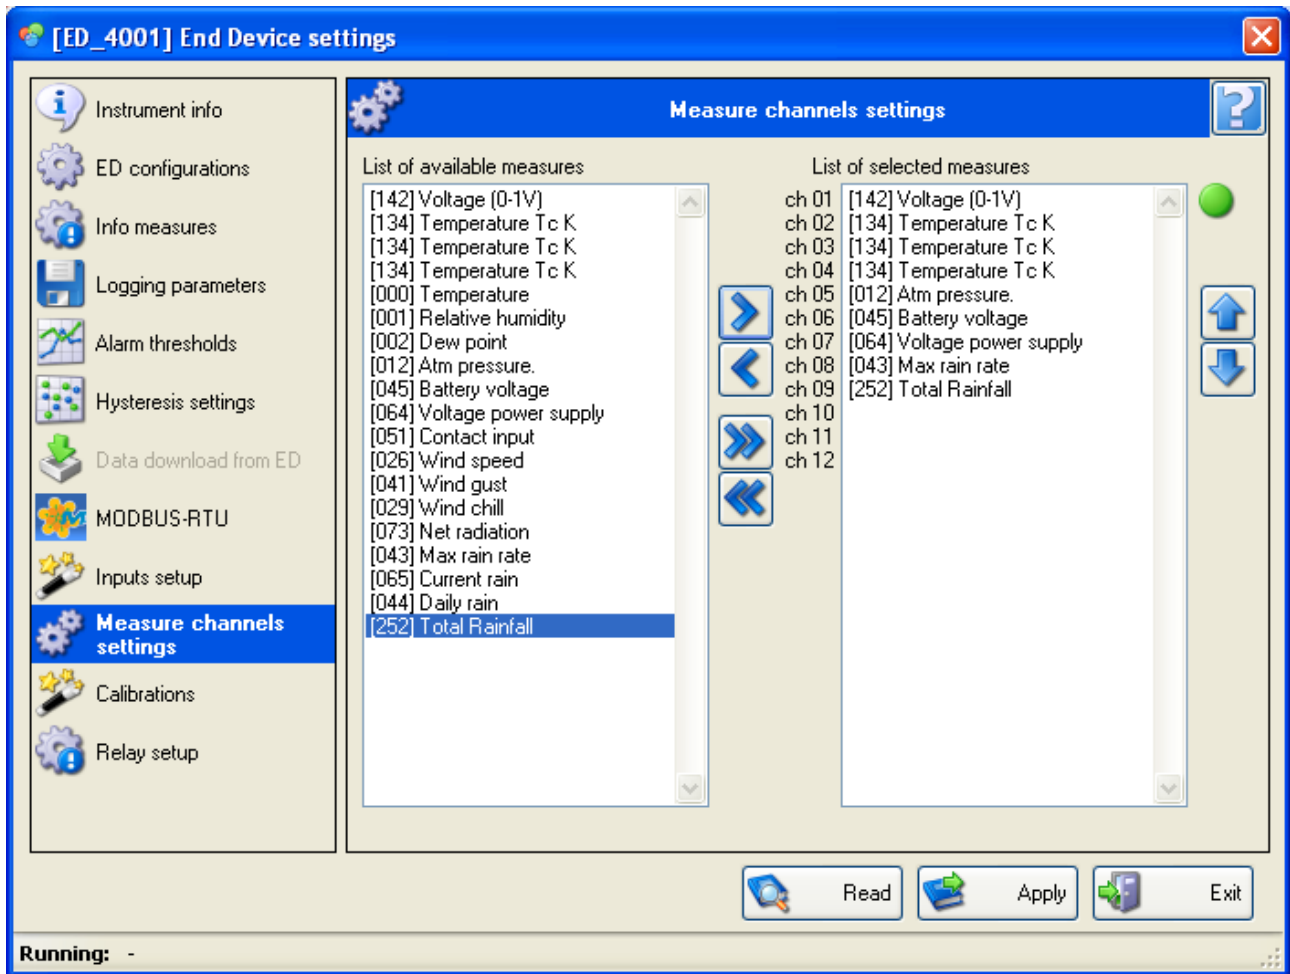 [ED_4001] End Device settings
Instrument info
ED configurations
Info measures
Logging parameters
Alarm thresholds
Hysteresis settings
Data download from ED
MODBUS-RTU
Inputs setup
Measure channels
settings
Calibrations
Relay setup
Measure channels settings
List of available measures
[142] Voltage (0-1V)
[134] Temperature Tc K
[134] Temperature Tc K
[134] Temperature Tc K
[000] Temperature
[001] Relative humidity
[002] Dew point
[012] Atm pressure.
[045] Battery voltage
[064] Voltage power supply
[051] Contact input
[026] Wind speed
[041] Wind gust
[029] Wind chill
[073] Net radiation
[043] Max rain rate
[065] Current rain
[044] Daily rain
[252] Total Rainfall
List of selected measures
ch 01 [142] Voltage (0-1V)
ch 02 [134] Temperature Tc K
ch 03 [134] Temperature Tc K
ch 04 [134] Temperature Tc K
ch 05 [012] Atm pressure.
ch 06 [045] Battery voltage
ch 07 [064] Voltage power supply
ch 08 [043] Max rain rate
ch 09 [252] Total Rainfall
ch 10
ch 11
ch 12
Read
Apply
Exit
Running: -